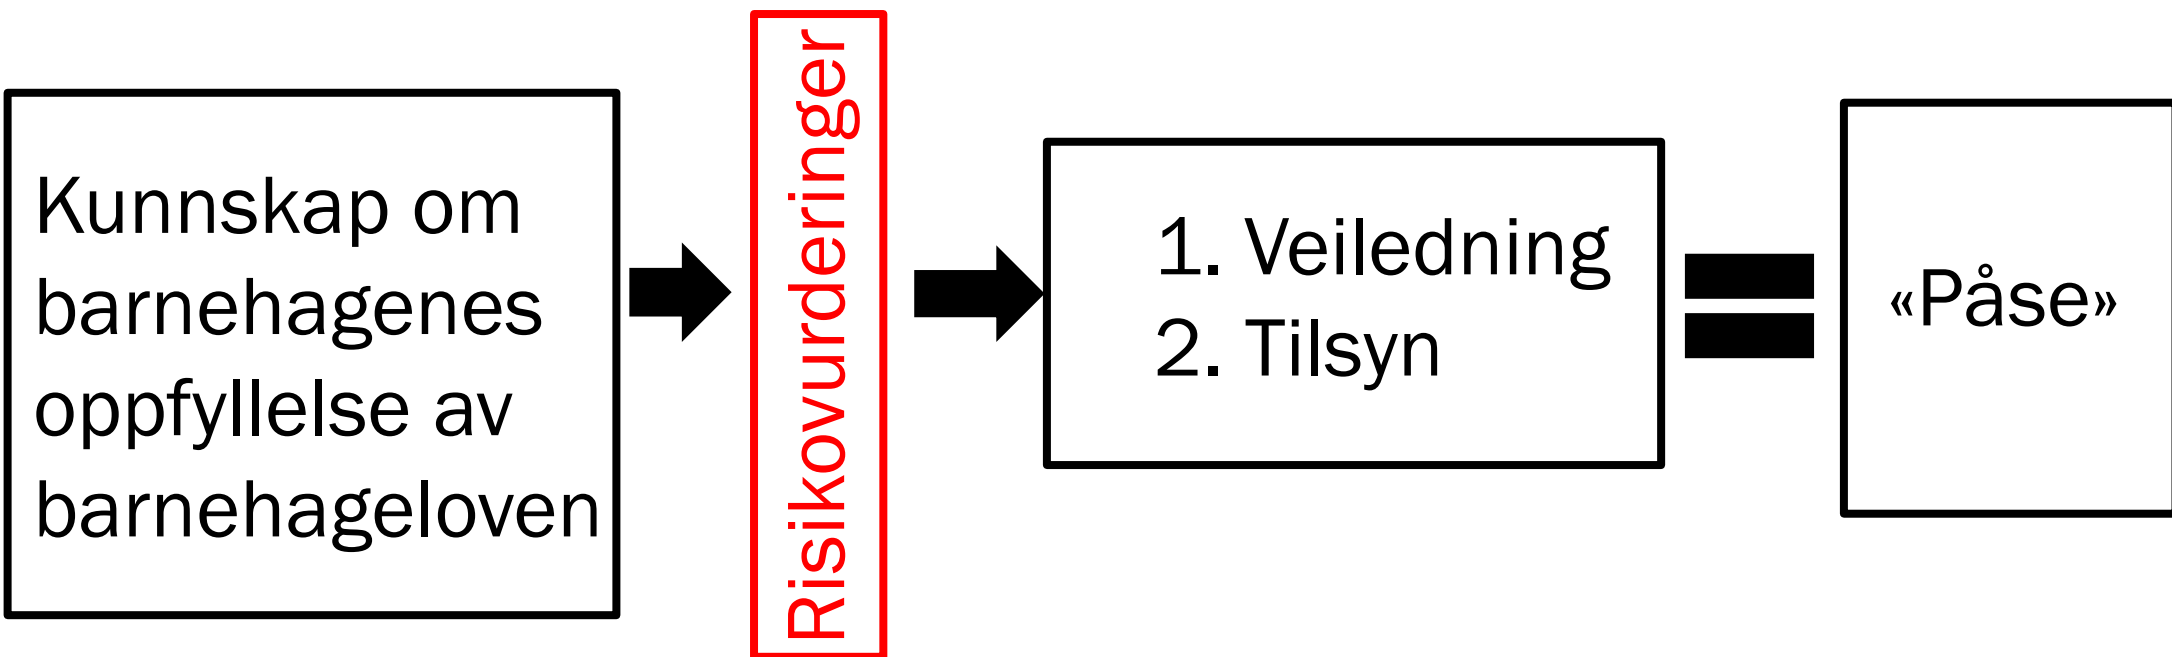 Kunnskap om
barnehagenes
oppfyllelse av
barnehageloven
Risikovurderinger
1. Veiledning
2. Tilsyn
«Påse»